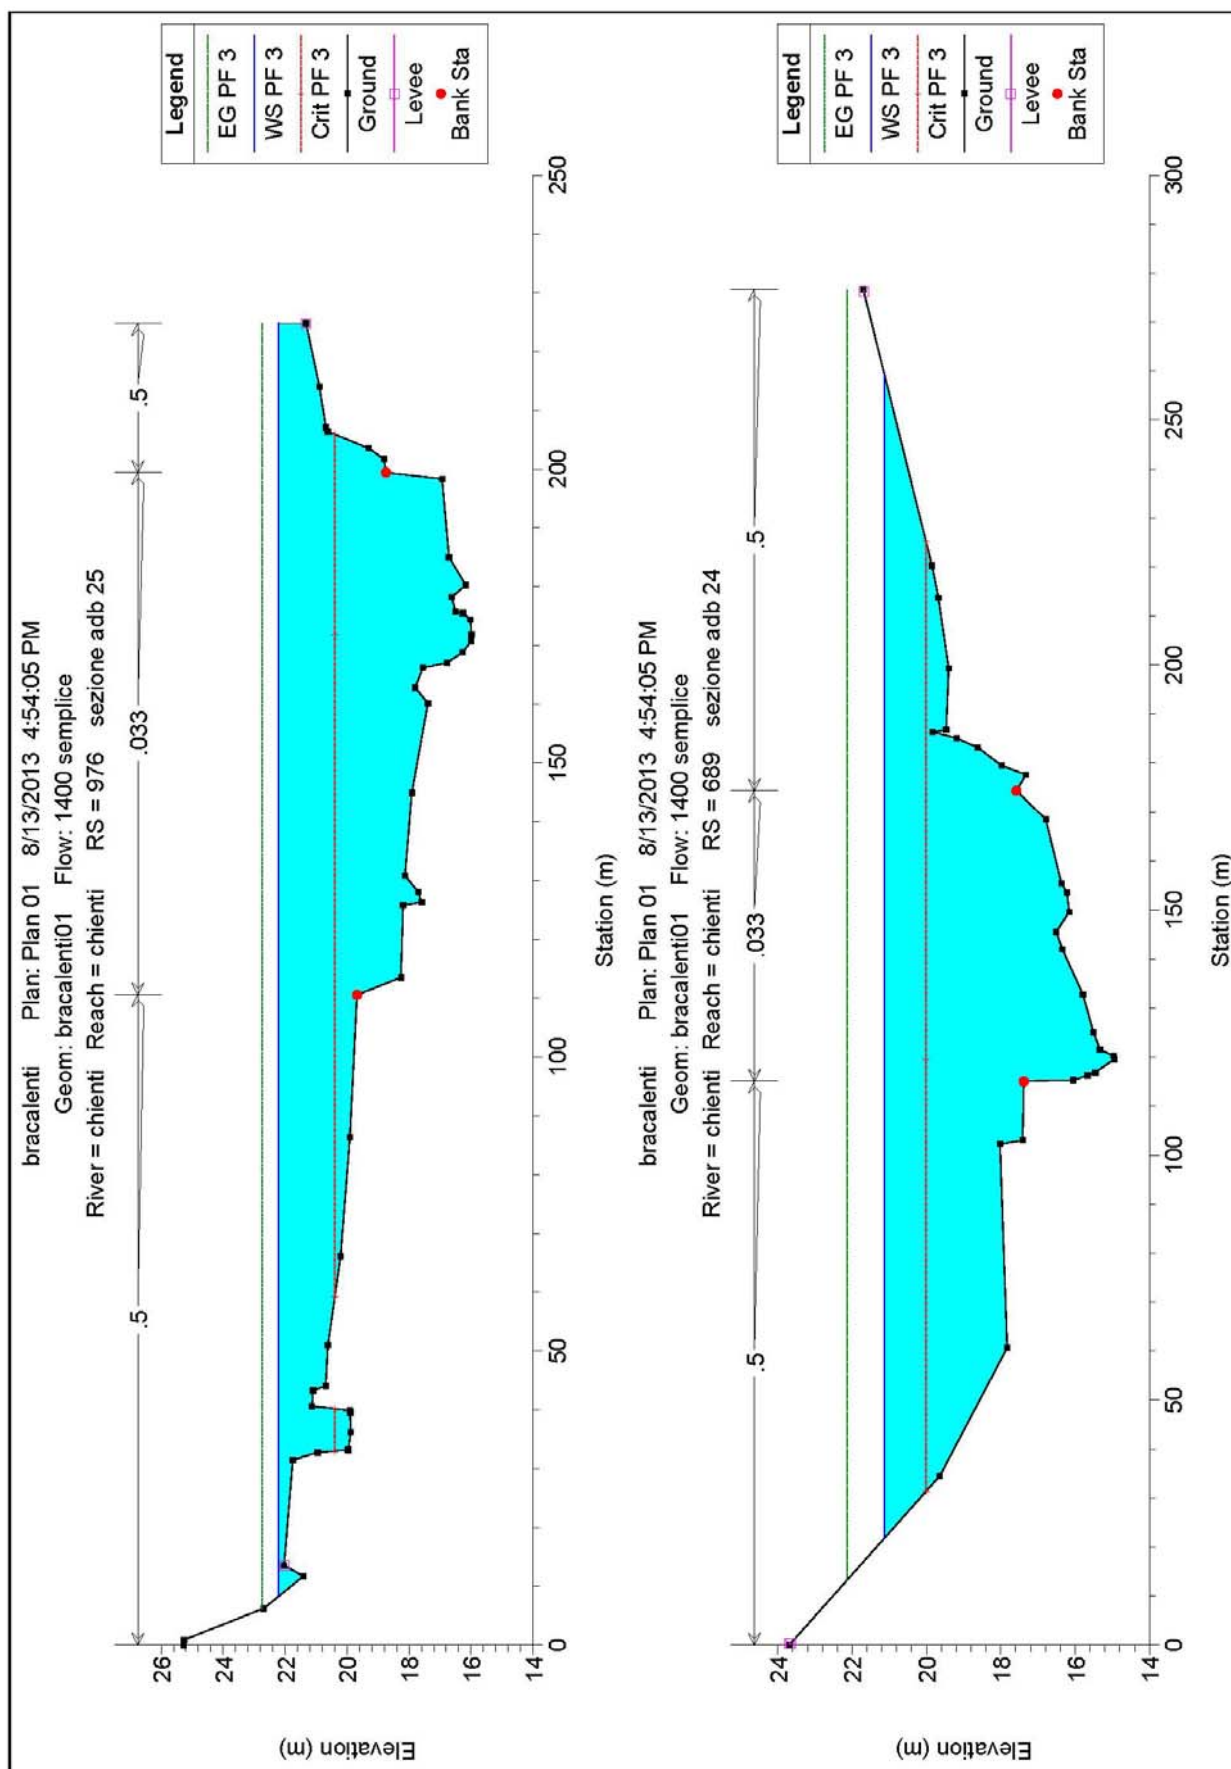 bracalenti Plan: Plan 01 8/13/2013 4:54:05 PM
Geom: bracalenti01 Flow: 1400 semplice
River = chienti Reach = chienti RS = 976 sezione adb 25
.5
.033
.5
Legend
EG PF 3
WS PF 3
Crit PF 3
Ground
Levee
Bank Sta
26
24
22
20
18
16
14
Elevation (m)
0
50
100
150
200
250
Station (m)
bracalenti Plan: Plan 01 8/13/2013 4:54:05 PM
Geom: bracalenti01 Flow: 1400 semplice
River = chienti Reach = chienti RS = 689 sezione adb 24
.5
.033
.5
Legend
EG PF 3
WS PF 3
Crit PF 3
Ground
Levee
Bank Sta
24
22
20
18
16
14
Elevation (m)
0
50
100
150
200
250
300
Station (m)